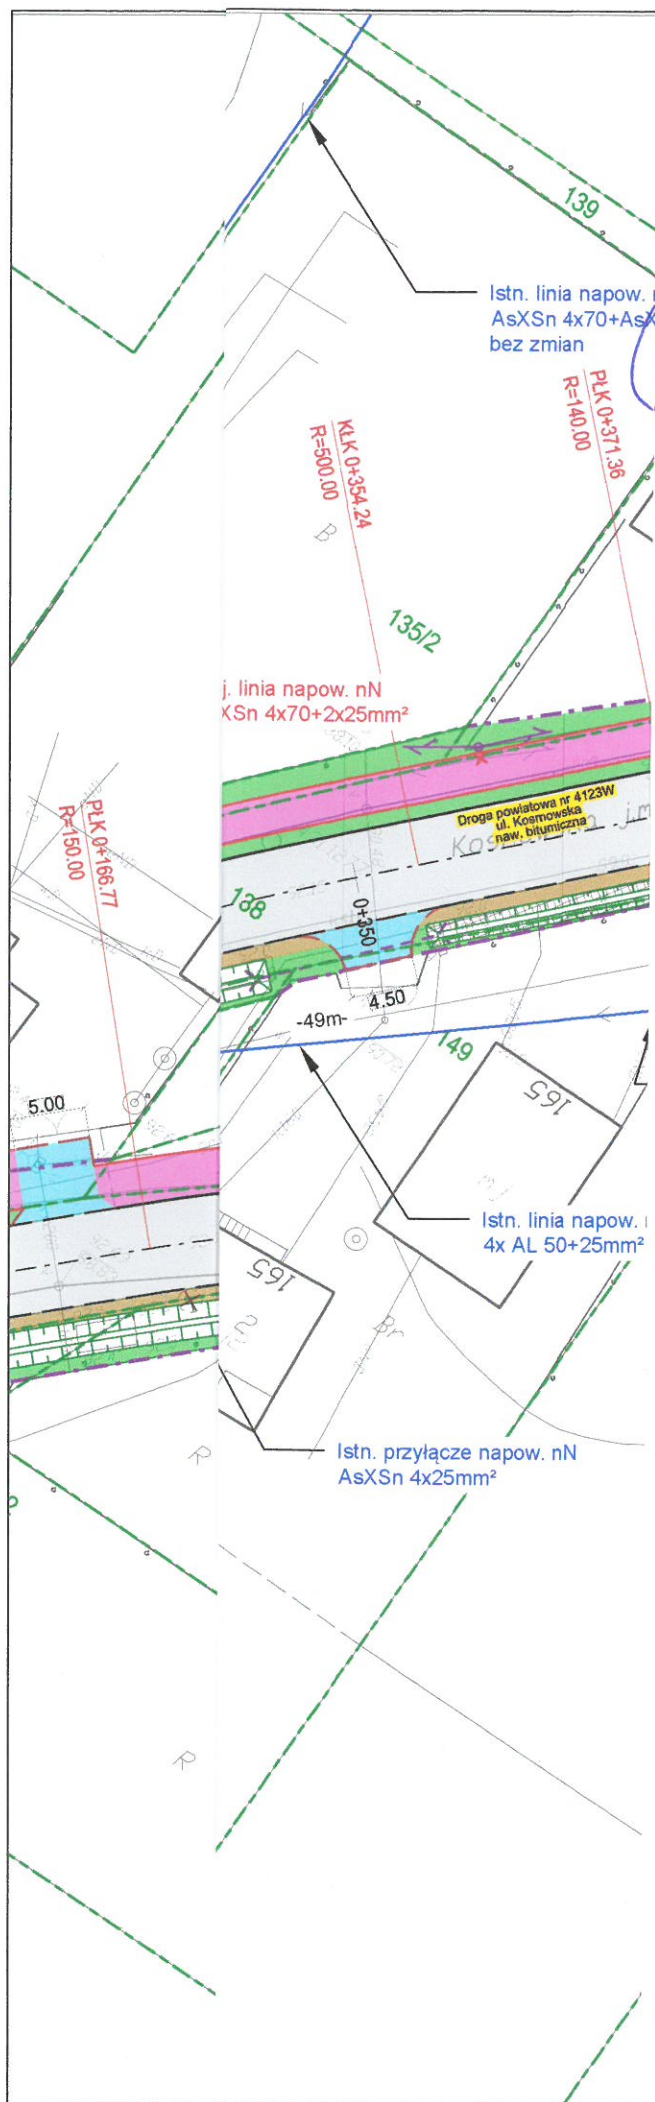 139
Istn. linia napow.
AsXSn 4x70+AsX
bez zmian
PŁK 0+371.36
R=140.00
KŁK 0+354.24
R=500.00
B
135/2
j. linia napow. nN
XSn 4x70+2x25mm²
Droga powiatowa nr 4123W
ul. Kosmowska
naw. bitumiczna
PŁK 0+166.77
R=150.00
138
0+350
4.50
-49m-
149
165
5.00
Istn. linia napow.
4x AL 50+25mm²
165
Br
R
Istn. przyłącze napow. nN
AsXSn 4x25mm²
R